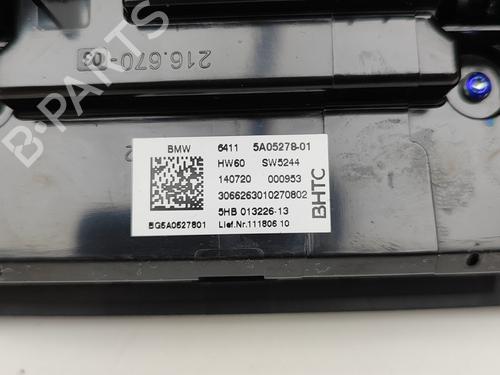 216.670-06
B-PARTS
BMW 6411 5A05278-01
HW60 SW5244
140720 000953
3066263010270802
5HB 013226-13
BG5A0527801 Lief.Nr.111806 10
BHTC